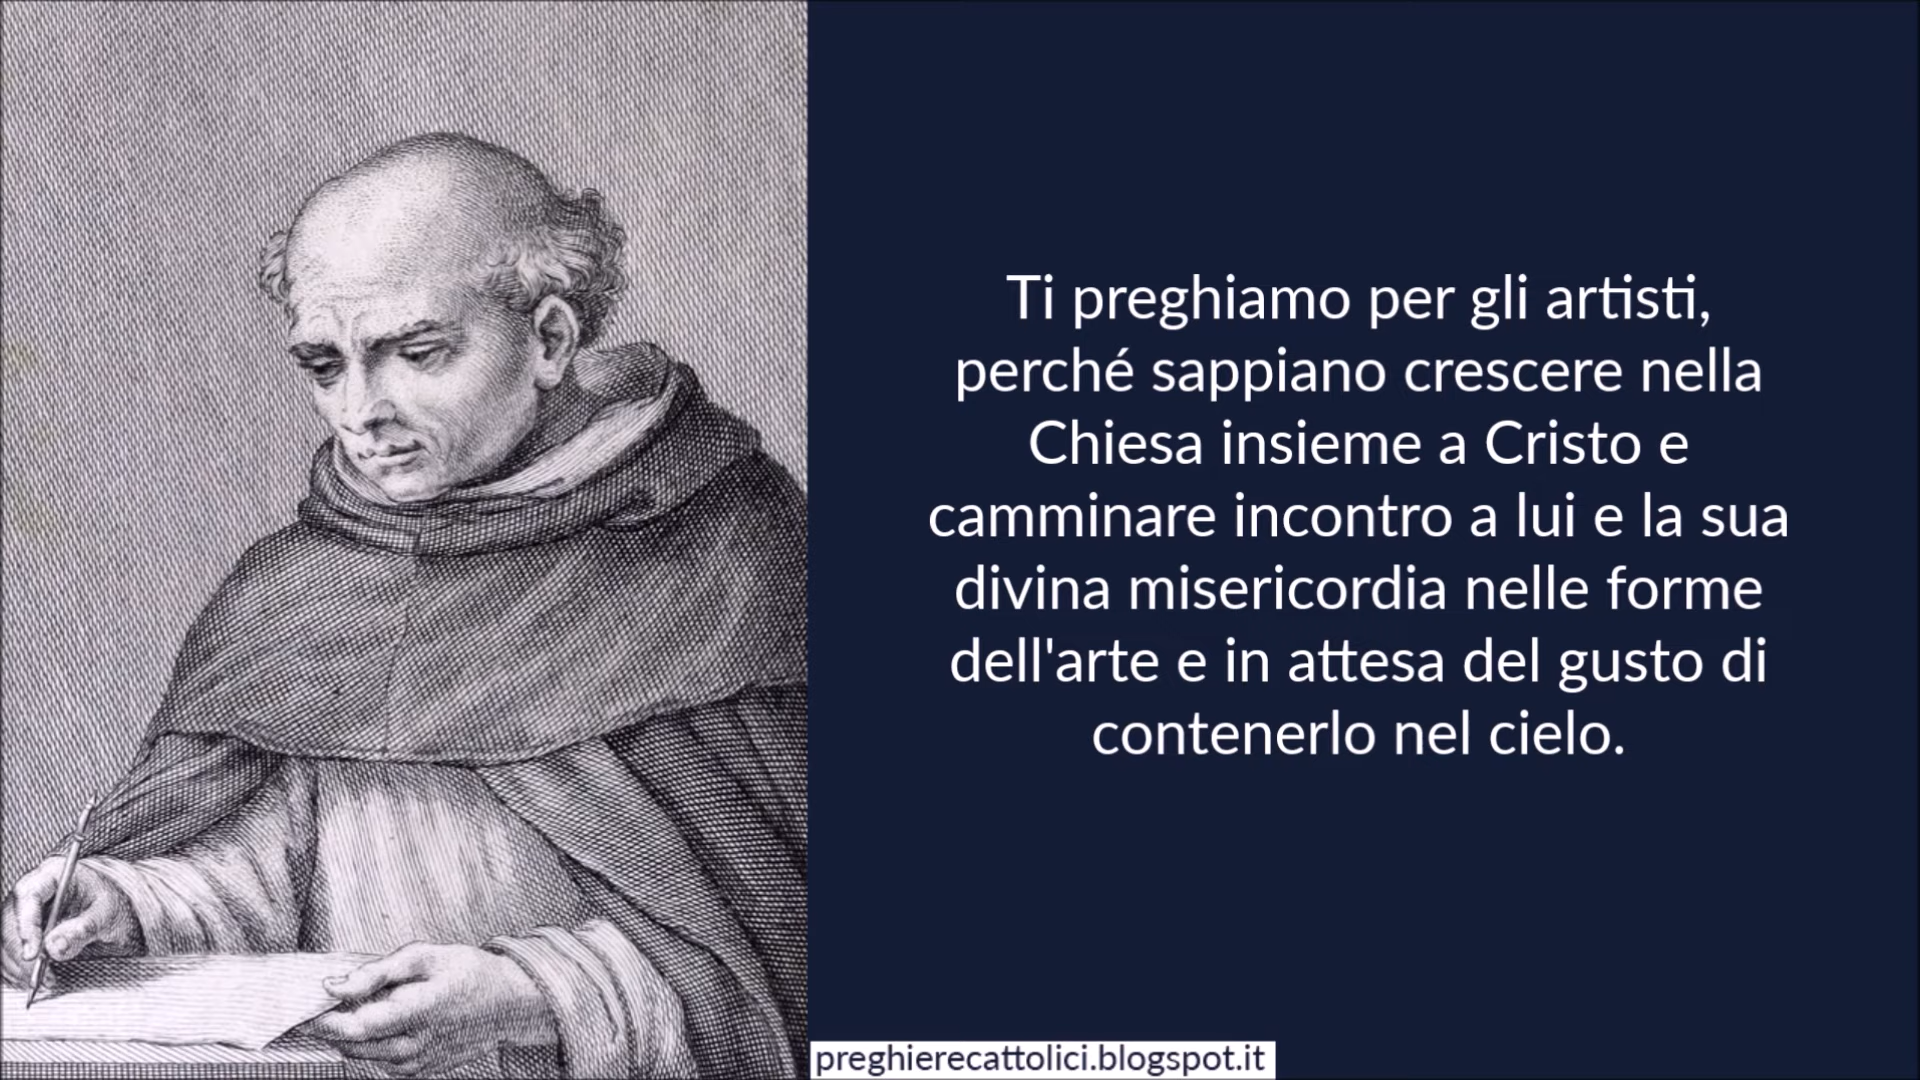 Ti preghiamo per gli artisti,
perché sappiano crescere nella
Chiesa insieme a Cristo e
camminare incontro a lui e la sua
divina misericordia nelle forme
dell'arte e in attesa del gusto di
contenerlo nel cielo.
preghierecattolici.blogspot.it